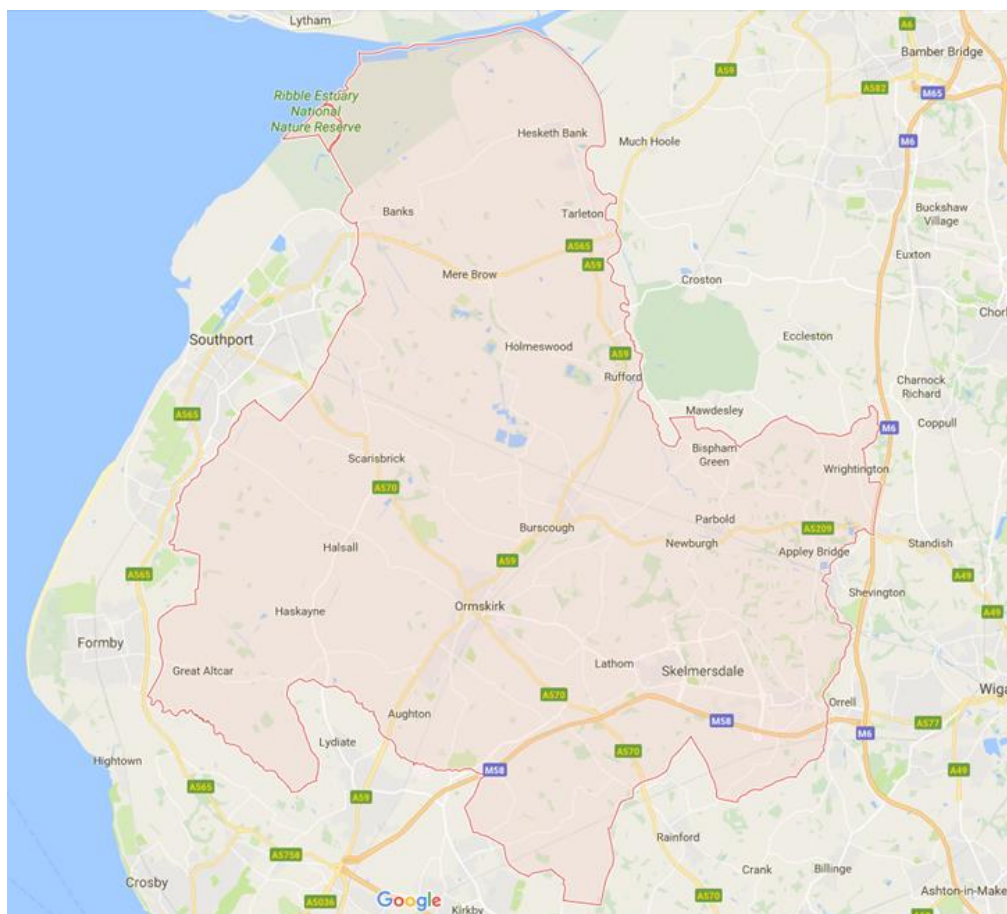 Lytham
A6
Bamber Bridge
A59
A582
M65
Ribble Estuary
National
Nature Reserve
Hesketh Bank
Much Hoole
M6
Banks
Tarleton
Buckshaw
Village
A565
A59
Euxton
Mere Brow
Croston
Chorl
Southport
Holmeswood
Eccleston
A59
Rufford
Charnock
Richard
A565
Mawdesley
M6
Coppull
Scarisbrick
Bispham
Green
Wrightington
A570
Burscough
Parbold
A5209
Halsall
Newburgh
Appley Bridge
Standish
A59
A565
A49
Shevington
Haskayne
Ormskirk
A49
Formby
Great Altcar
Lathom
Skelmersdale
A570
Orrell
Wiga
Aughton
M58
A577
M6
Lydiate
A570
Hightown
M58
A49
A565
A59
Rainford
A5758
Crank
Billinge
Crosby
A5036
Google
Kirkby
A570
Ashton-in-Make